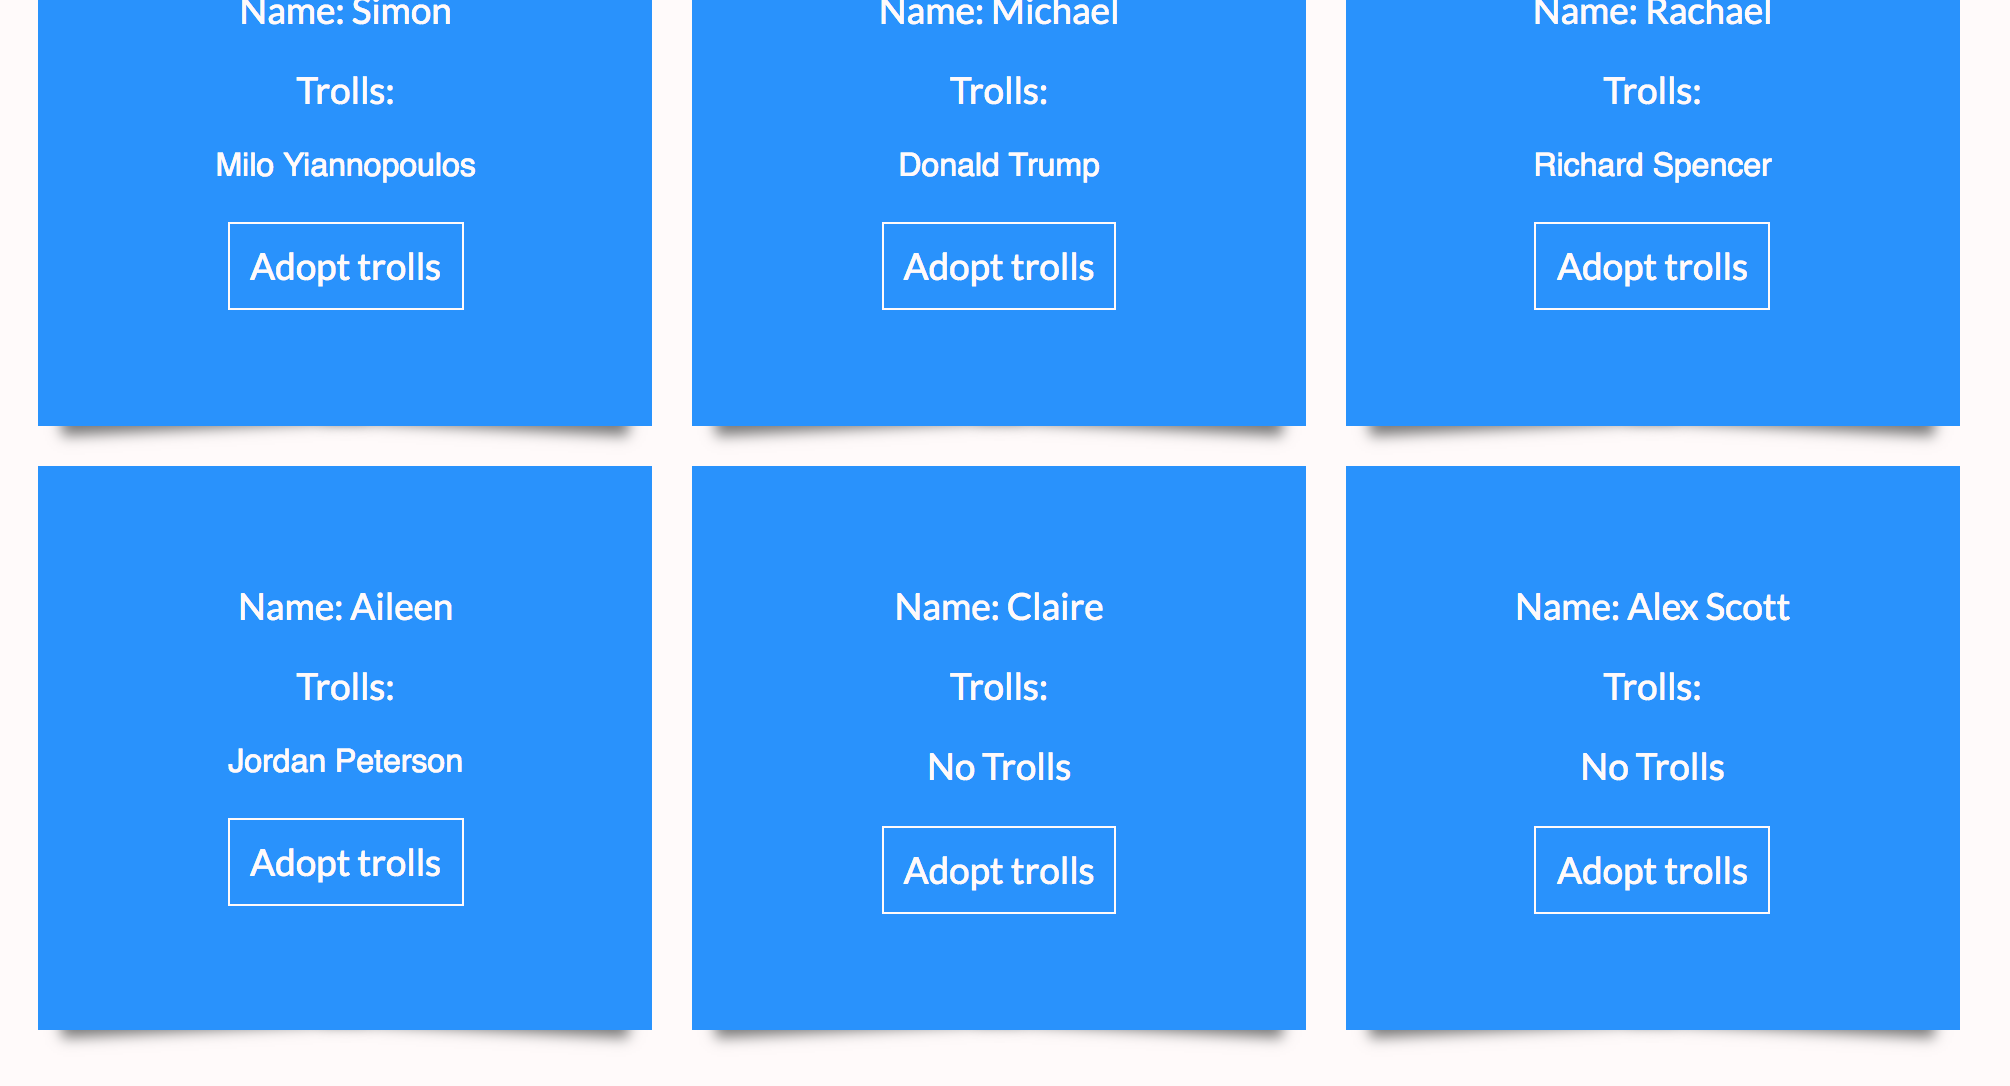 Name: Simon
Trolls:
Milo Yiannopoulos
Adopt trolls
Name: Michael
Trolls:
Donald Trump
Adopt trolls
Name: Rachael
Trolls:
Richard Spencer
Adopt trolls
Name: Aileen
Trolls:
Jordan Peterson
Adopt trolls
Name: Claire
Trolls:
No Trolls
Adopt trolls
Name: Alex Scott
Trolls:
No Trolls
Adopt trolls